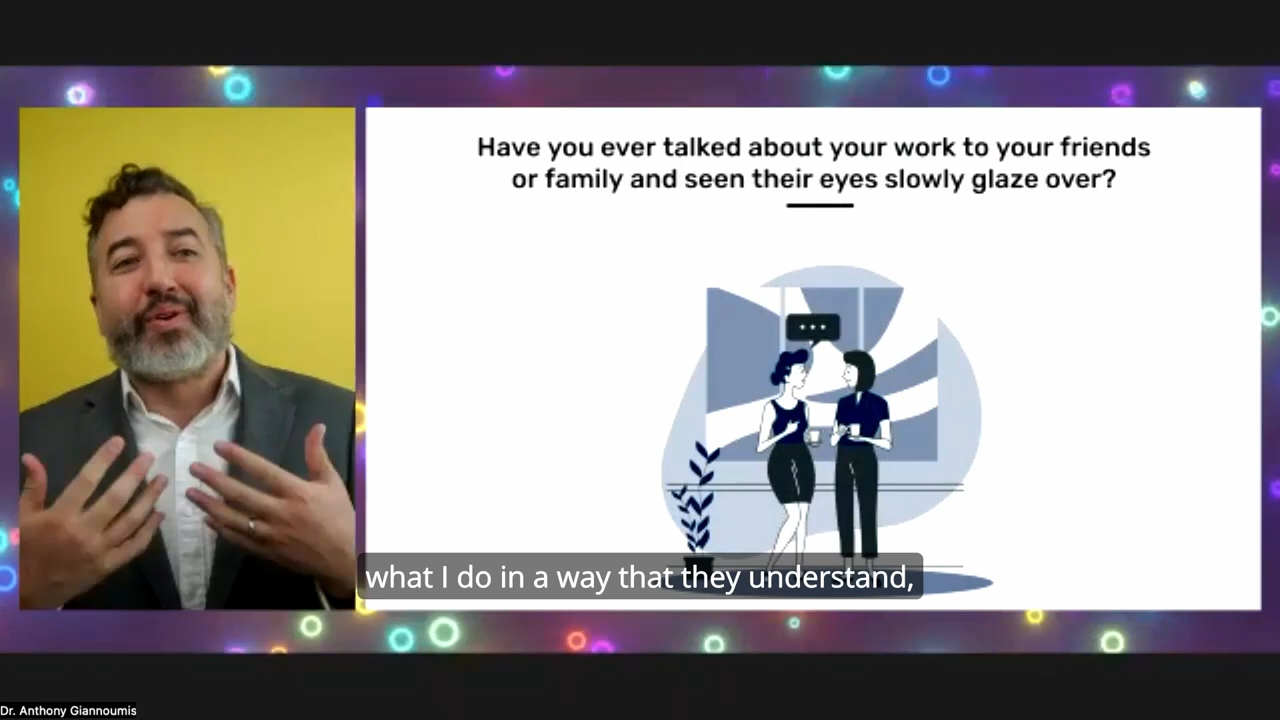 Have you ever talked about your work to your friends
or family and seen their eyes slowly glaze over?
what I do in a way that they understand,
Dr. Anthony Giannoumis